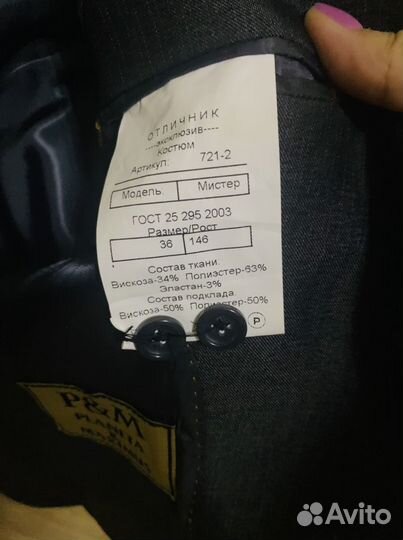 ОТЛИЧНИК
----эксклюзив----
Костюм
Артикул: 721-2
Модель. Мистер
ГОСТ 25 295 2003
Размер/Рост
36 146
Состав ткани.
Вискоза-34% Полиэстер-63%
Эластан-3%
Состав подклада.
Вискоза-50% Полиэстер-50%
P
P&M
Avito